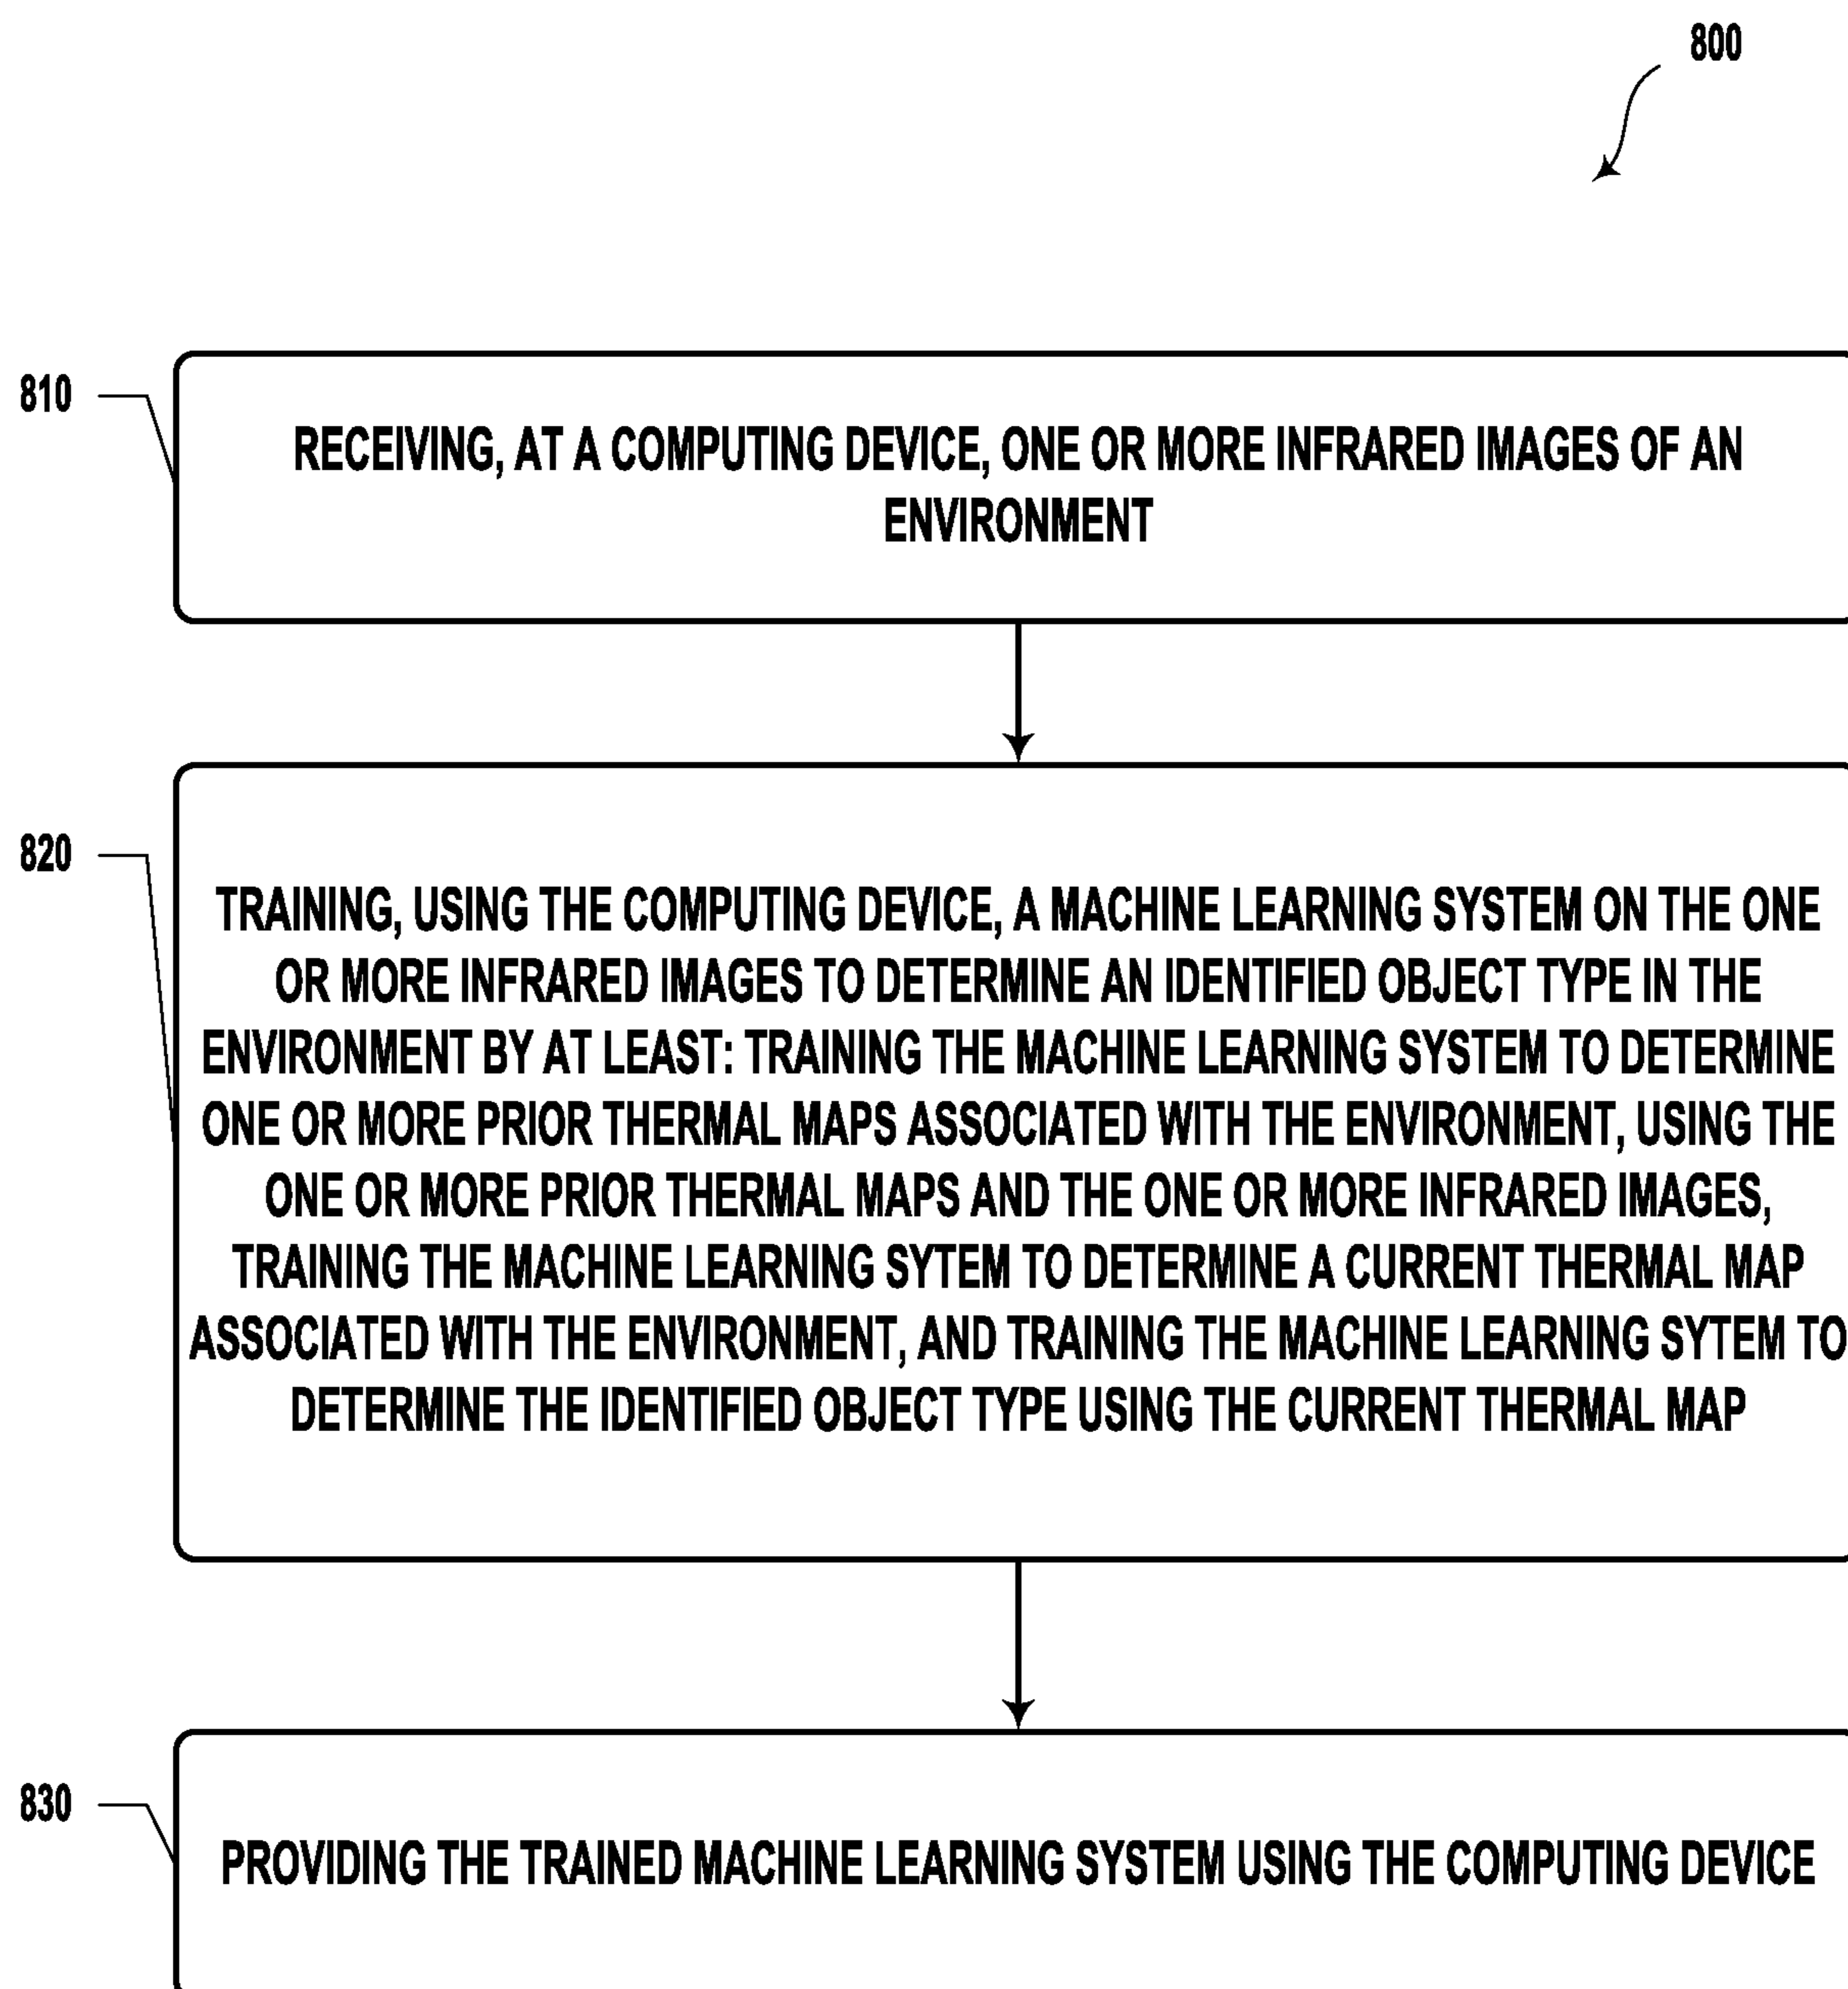 800
810
RECEIVING, AT A COMPUTING DEVICE, ONE OR MORE INFRARED IMAGES OF AN
ENVIRONMENT
820
TRAINING, USING THE COMPUTING DEVICE, A MACHINE LEARNING SYSTEM ON THE ONE
OR MORE INFRARED IMAGES TO DETERMINE AN IDENTIFIED OBJECT TYPE IN THE
ENVIRONMENT BY AT LEAST: TRAINING THE MACHINE LEARNING SYSTEM TO DETERMINE
ONE OR MORE PRIOR THERMAL MAPS ASSOCIATED WITH THE ENVIRONMENT, USING THE
ONE OR MORE PRIOR THERMAL MAPS AND THE ONE OR MORE INFRARED IMAGES,
TRAINING THE MACHINE LEARNING SYTEM TO DETERMINE A CURRENT THERMAL MAP
ASSOCIATED WITH THE ENVIRONMENT, AND TRAINING THE MACHINE LEARNING SYTEM TO
DETERMINE THE IDENTIFIED OBJECT TYPE USING THE CURRENT THERMAL MAP
830
PROVIDING THE TRAINED MACHINE LEARNING SYSTEM USING THE COMPUTING DEVICE